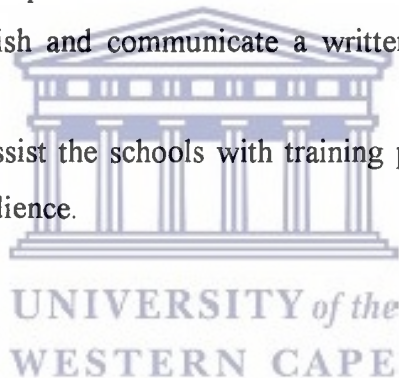 ish and communicate a written
ssist the schools with training p
dience.
UNIVERSITY of the
WESTERN CAPE